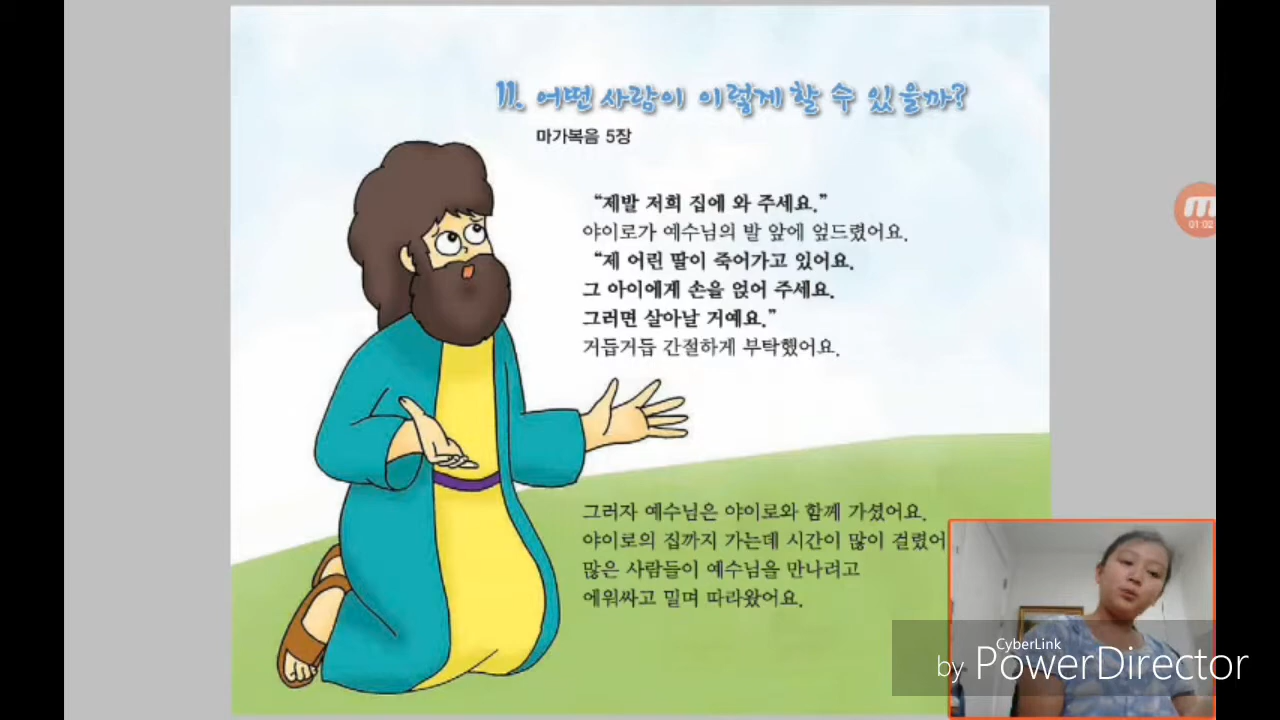 11. 어떤 사람이 이렇게 할 수 있을까?
마가복음 5장
“제발 저희 집에 와 주세요.”
야이로가 예수님의 발 앞에 엎드렸어요.
“제 어린 딸이 죽어가고 있어요.
그 아이에게 손을 얹어 주세요.
그러면 살아날 거예요.”
거듭거듭 간절하게 부탁했어요.
그러자 예수님은 야이로와 함께 가셨어요.
야이로의 집까지 가는데 시간이 많이 걸렸어
많은 사람들이 예수님을 만나려고
에워싸고 밀며 따라왔어요.
01:02
CyberLink
by PowerDirector